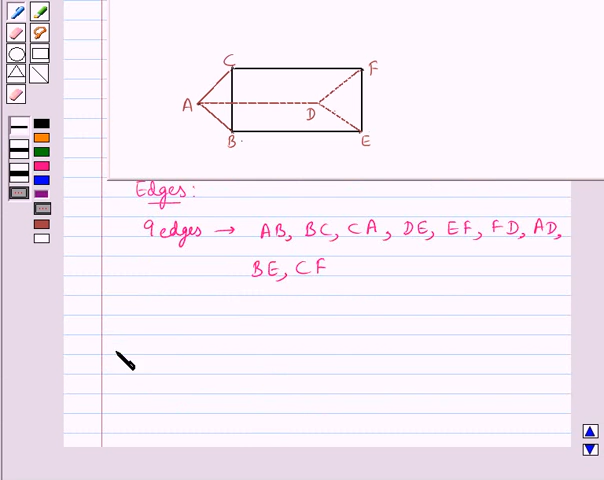 C F
A D
B E
Edges:
9 edges → AB, BC, CA, DE, EF, FD, AD,
BE, CF